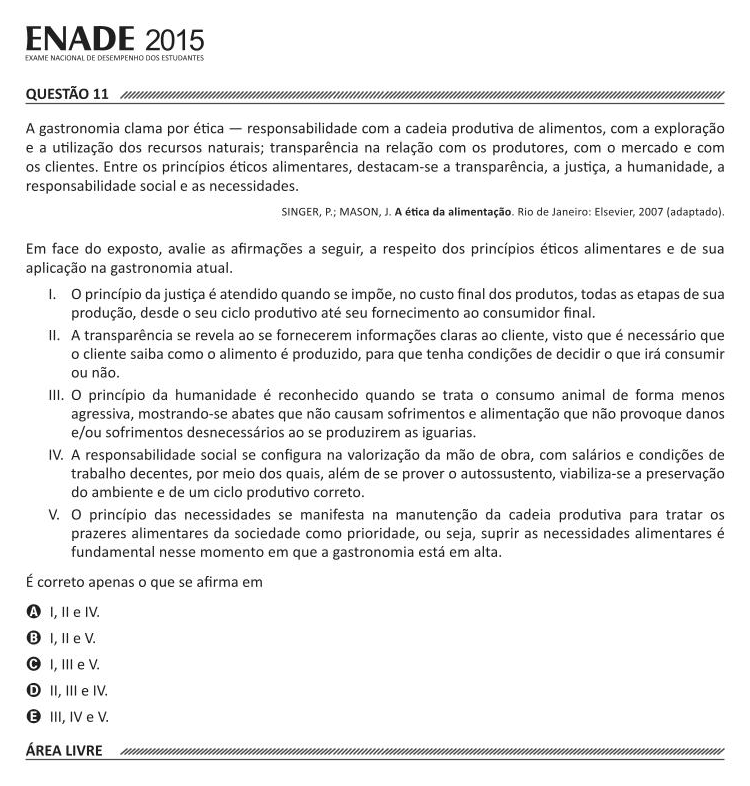 ENADE 2015
EXAME NACIONAL DE DESEMPENHO DOS ESTUDANTES
QUESTÃO 11
A gastronomia clama por ética — responsabilidade com a cadeia produtiva de alimentos, com a exploração
e a utilização dos recursos naturais; transparência na relação com os produtores, com o mercado e com
os clientes. Entre os princípios éticos alimentares, destacam-se a transparência, a justiça, a humanidade, a
responsabilidade social e as necessidades.
SINGER, P.; MASON, J. A ética da alimentação. Rio de Janeiro: Elsevier, 2007 (adaptado).
Em face do exposto, avalie as afirmações a seguir, a respeito dos princípios éticos alimentares e de sua
aplicação na gastronomia atual.
I. O princípio da justiça é atendido quando se impõe, no custo final dos produtos, todas as etapas de sua
produção, desde o seu ciclo produtivo até seu fornecimento ao consumidor final.
II. A transparência se revela ao se fornecerem informações claras ao cliente, visto que é necessário que
o cliente saiba como o alimento é produzido, para que tenha condições de decidir o que irá consumir
ou não.
III. O princípio da humanidade é reconhecido quando se trata o consumo animal de forma menos
agressiva, mostrando-se abates que não causam sofrimentos e alimentação que não provoque danos
e/ou sofrimentos desnecessários ao se produzirem as iguarias.
IV. A responsabilidade social se configura na valorização da mão de obra, com salários e condições de
trabalho decentes, por meio dos quais, além de se prover o autossustento, viabiliza-se a preservação
do ambiente e de um ciclo produtivo correto.
V. O princípio das necessidades se manifesta na manutenção da cadeia produtiva para tratar os
prazeres alimentares da sociedade como prioridade, ou seja, suprir as necessidades alimentares é
fundamental nesse momento em que a gastronomia está em alta.
É correto apenas o que se afirma em
A I, II e IV.
B I, II e V.
C I, III e V.
D II, III e IV.
E III, IV e V.
ÁREA LIVRE